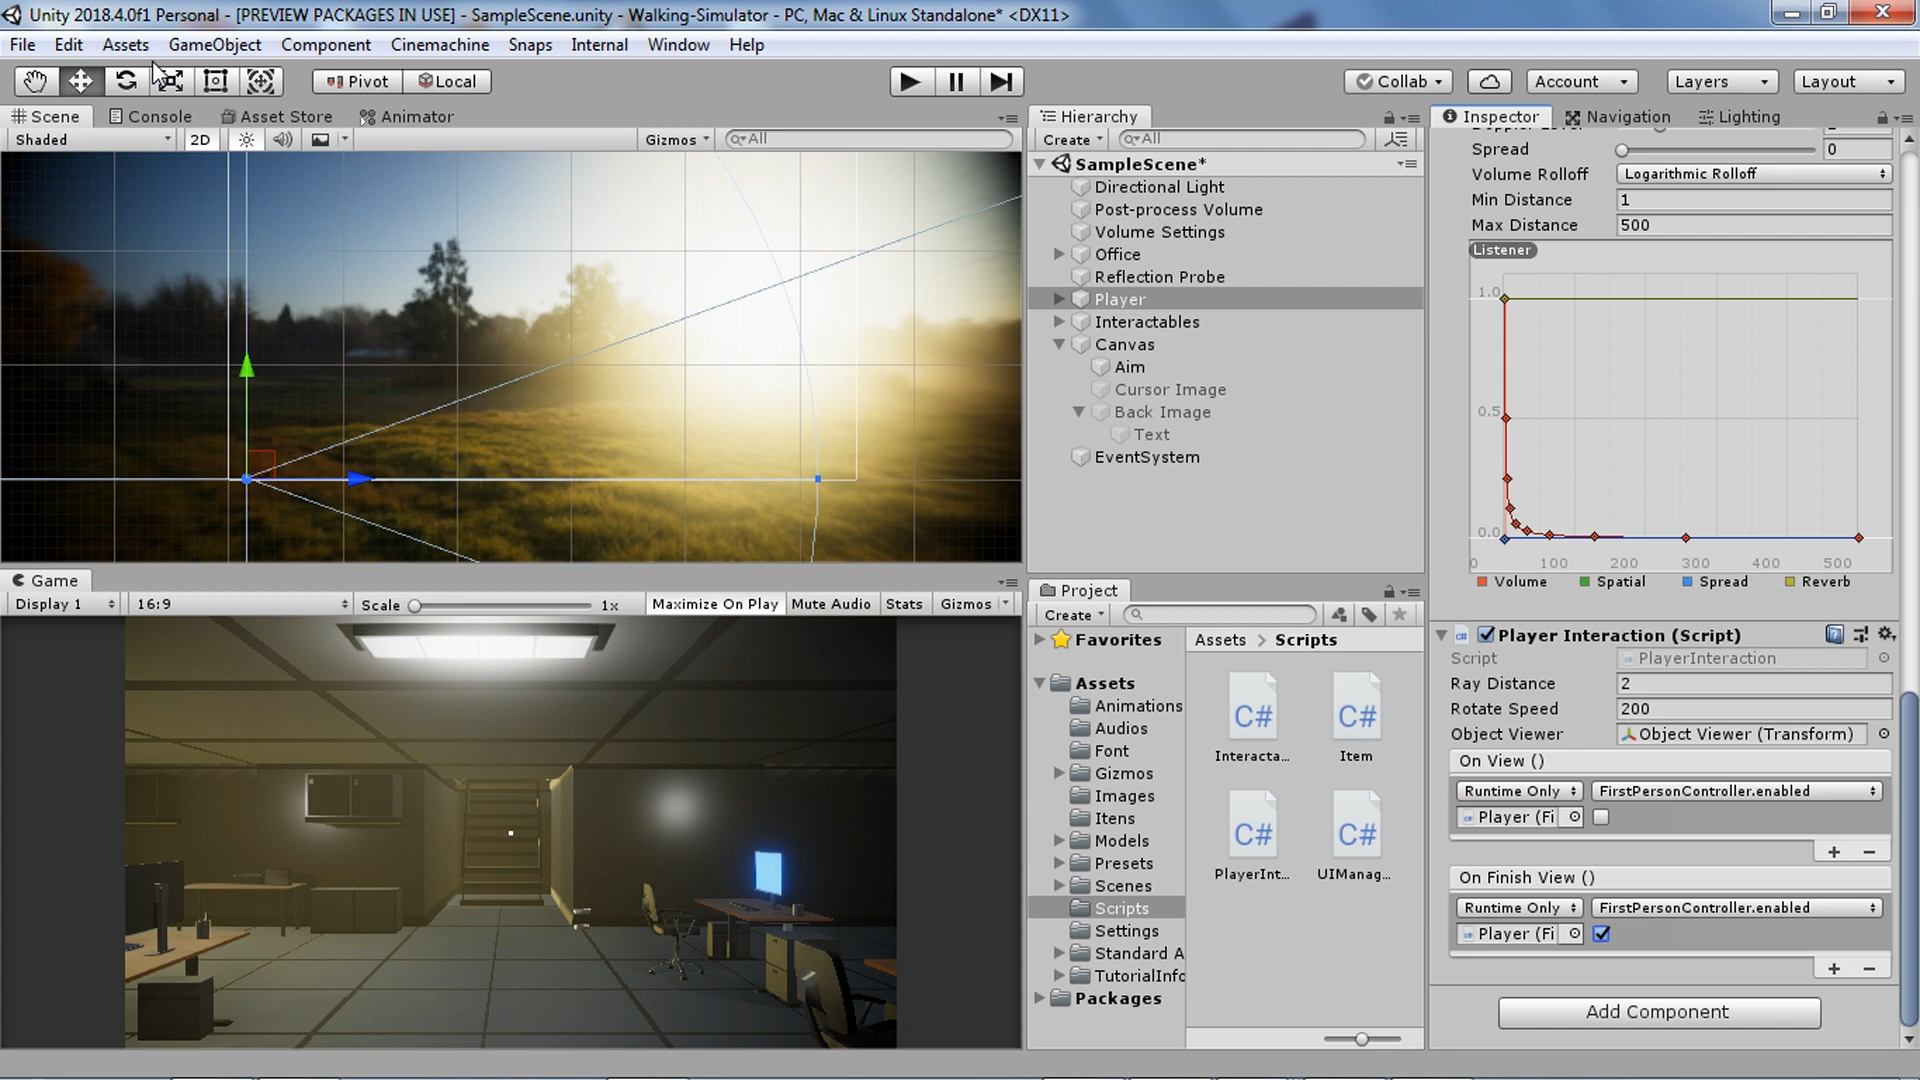 Unity 2018.4.0f1 Personal - [PREVIEW PACKAGES IN USE] - SampleScene.unity - Walking-Simulator - PC, Mac & Linux Standalone* <DX11>
File Edit Assets GameObject Component Cinemachine Snaps Internal Window Help
Pivot Local Collab Account Layers Layout
Scene Console Asset Store Animator
Shaded 2D Gizmos All
Hierarchy
Create All
SampleScene*
Directional Light
Post-process Volume
Volume Settings
Office
Reflection Probe
Player
Interactables
Canvas
Aim
Cursor Image
Back Image
Text
EventSystem
Game
Display 1 16:9 Scale 1x Maximize On Play Mute Audio Stats Gizmos
Project
Create
Favorites
Assets
Animations
Audios
Font
Gizmos
Images
Itens
Models
Presets
Scenes
Scripts
Settings
Standard A
TutorialInfo
Packages
Assets > Scripts
C# C#
Interacta... Item
C# C#
PlayerInt... UIManag...
Inspector Navigation Lighting
Spread 0
Volume Rolloff Logarithmic Rolloff
Min Distance 1
Max Distance 500
Listener
1.0
0.5
0.0
0 100 200 300 400 500
Volume Spatial Spread Reverb
Player Interaction (Script)
Script PlayerInteraction
Ray Distance 2
Rotate Speed 200
Object Viewer Object Viewer (Transform)
On View ()
Runtime Only FirstPersonController.enabled
Player (Fi
+ −
On Finish View ()
Runtime Only FirstPersonController.enabled
Player (Fi
+ −
Add Component